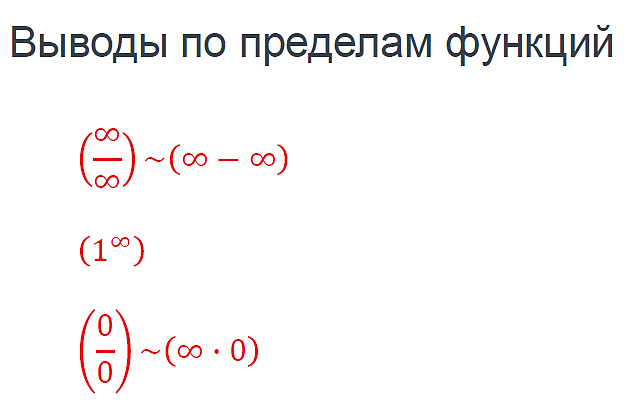 Выводы по пределам функций
(∞/∞) ~(∞ − ∞)
(1^∞)
(0/0) ~(∞ · 0)